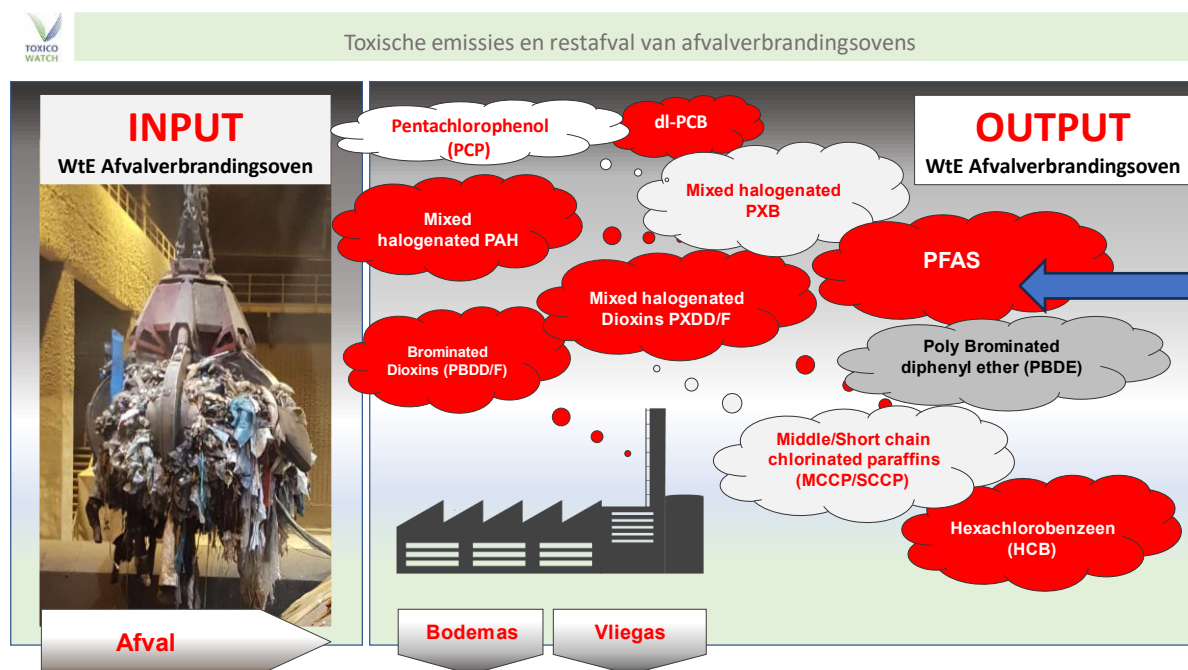 TOXICO
WATCH
Toxische emissies en restafval van afvalverbrandingsovens
INPUT
WtE Afvalverbrandingsoven
Afval
OUTPUT
WtE Afvalverbrandingsoven
Pentachlorophenol
(PCP)
dl-PCB
Mixed halogenated
PXB
Mixed
halogenated PAH
PFAS
Mixed halogenated
Dioxins PXDD/F
Brominated
Dioxins (PBDD/F)
Poly Brominated
diphenyl ether (PBDE)
Middle/Short chain
chlorinated paraffins
(MCCP/SCCP)
Hexachlorobenzeen
(HCB)
Bodemas
Vliegas